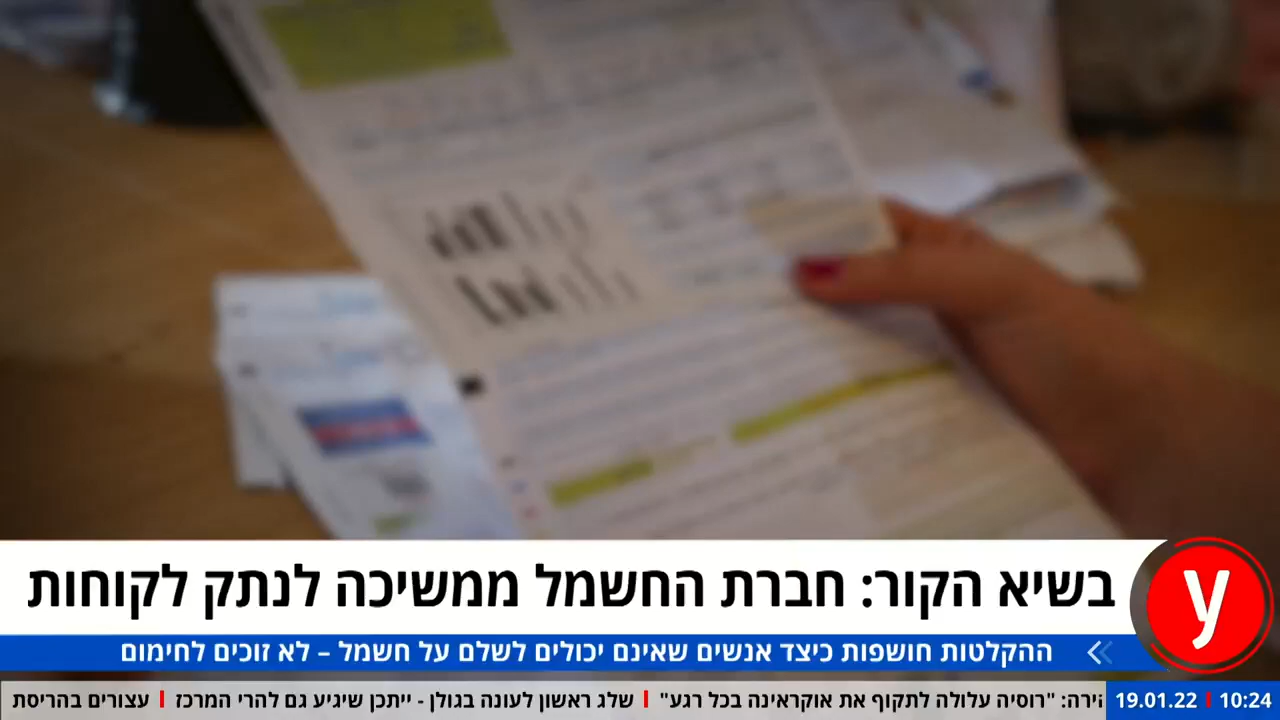 בשיא הקור: חברת החשמל ממשיכה לנתק לקוחות
ההקלטות חושפות כיצד אנשים שאינם יכולים לשלם על חשמל – לא זוכים לחימום
10:24 | 19.01.22 "רוסיה עלולה לתקוף את אוקראינה בכל רגע" | שלג ראשון לעונה בגולן - ייתכן שיגיע גם להרי המרכז | עצורים בהריסת
y